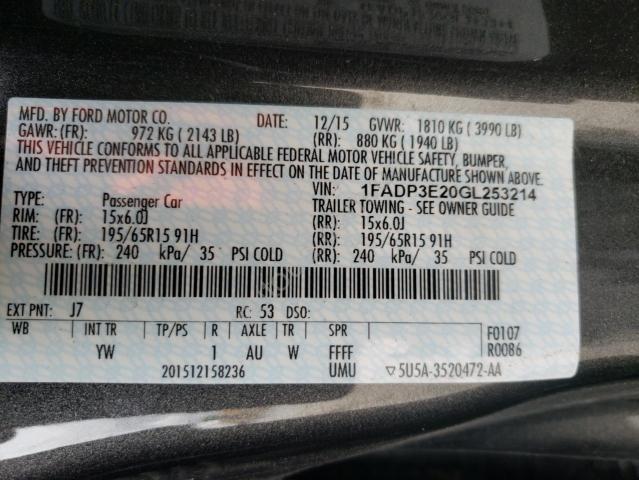 MFD. BY FORD MOTOR CO. DATE: 12/15 GVWR: 1810 KG ( 3990 LB)
GAWR: (FR): 972 KG ( 2143 LB) (RR): 880 KG ( 1940 LB)
THIS VEHICLE CONFORMS TO ALL APPLICABLE FEDERAL MOTOR VEHICLE SAFETY, BUMPER,
AND THEFT PREVENTION STANDARDS IN EFFECT ON THE DATE OF MANUFACTURE SHOWN ABOVE.
VIN: 1FADP3E20GL253214
TYPE: Passenger Car TRAILER TOWING - SEE OWNER GUIDE
RIM: (FR): 15x6.0J (RR): 15x6.0J
TIRE: (FR): 195/65R15 91H (RR): 195/65R15 91H
PRESSURE: (FR): 240 kPa/ 35 PSI COLD (RR): 240 kPa/ 35 PSI COLD
EXT PNT: J7 RC: 53 DSO:
WB INT TR TP/PS R AXLE TR SPR F0107
YW 1 AU W FFFF R0086
201512158236 UMU ▽5U5A-3520472-AA